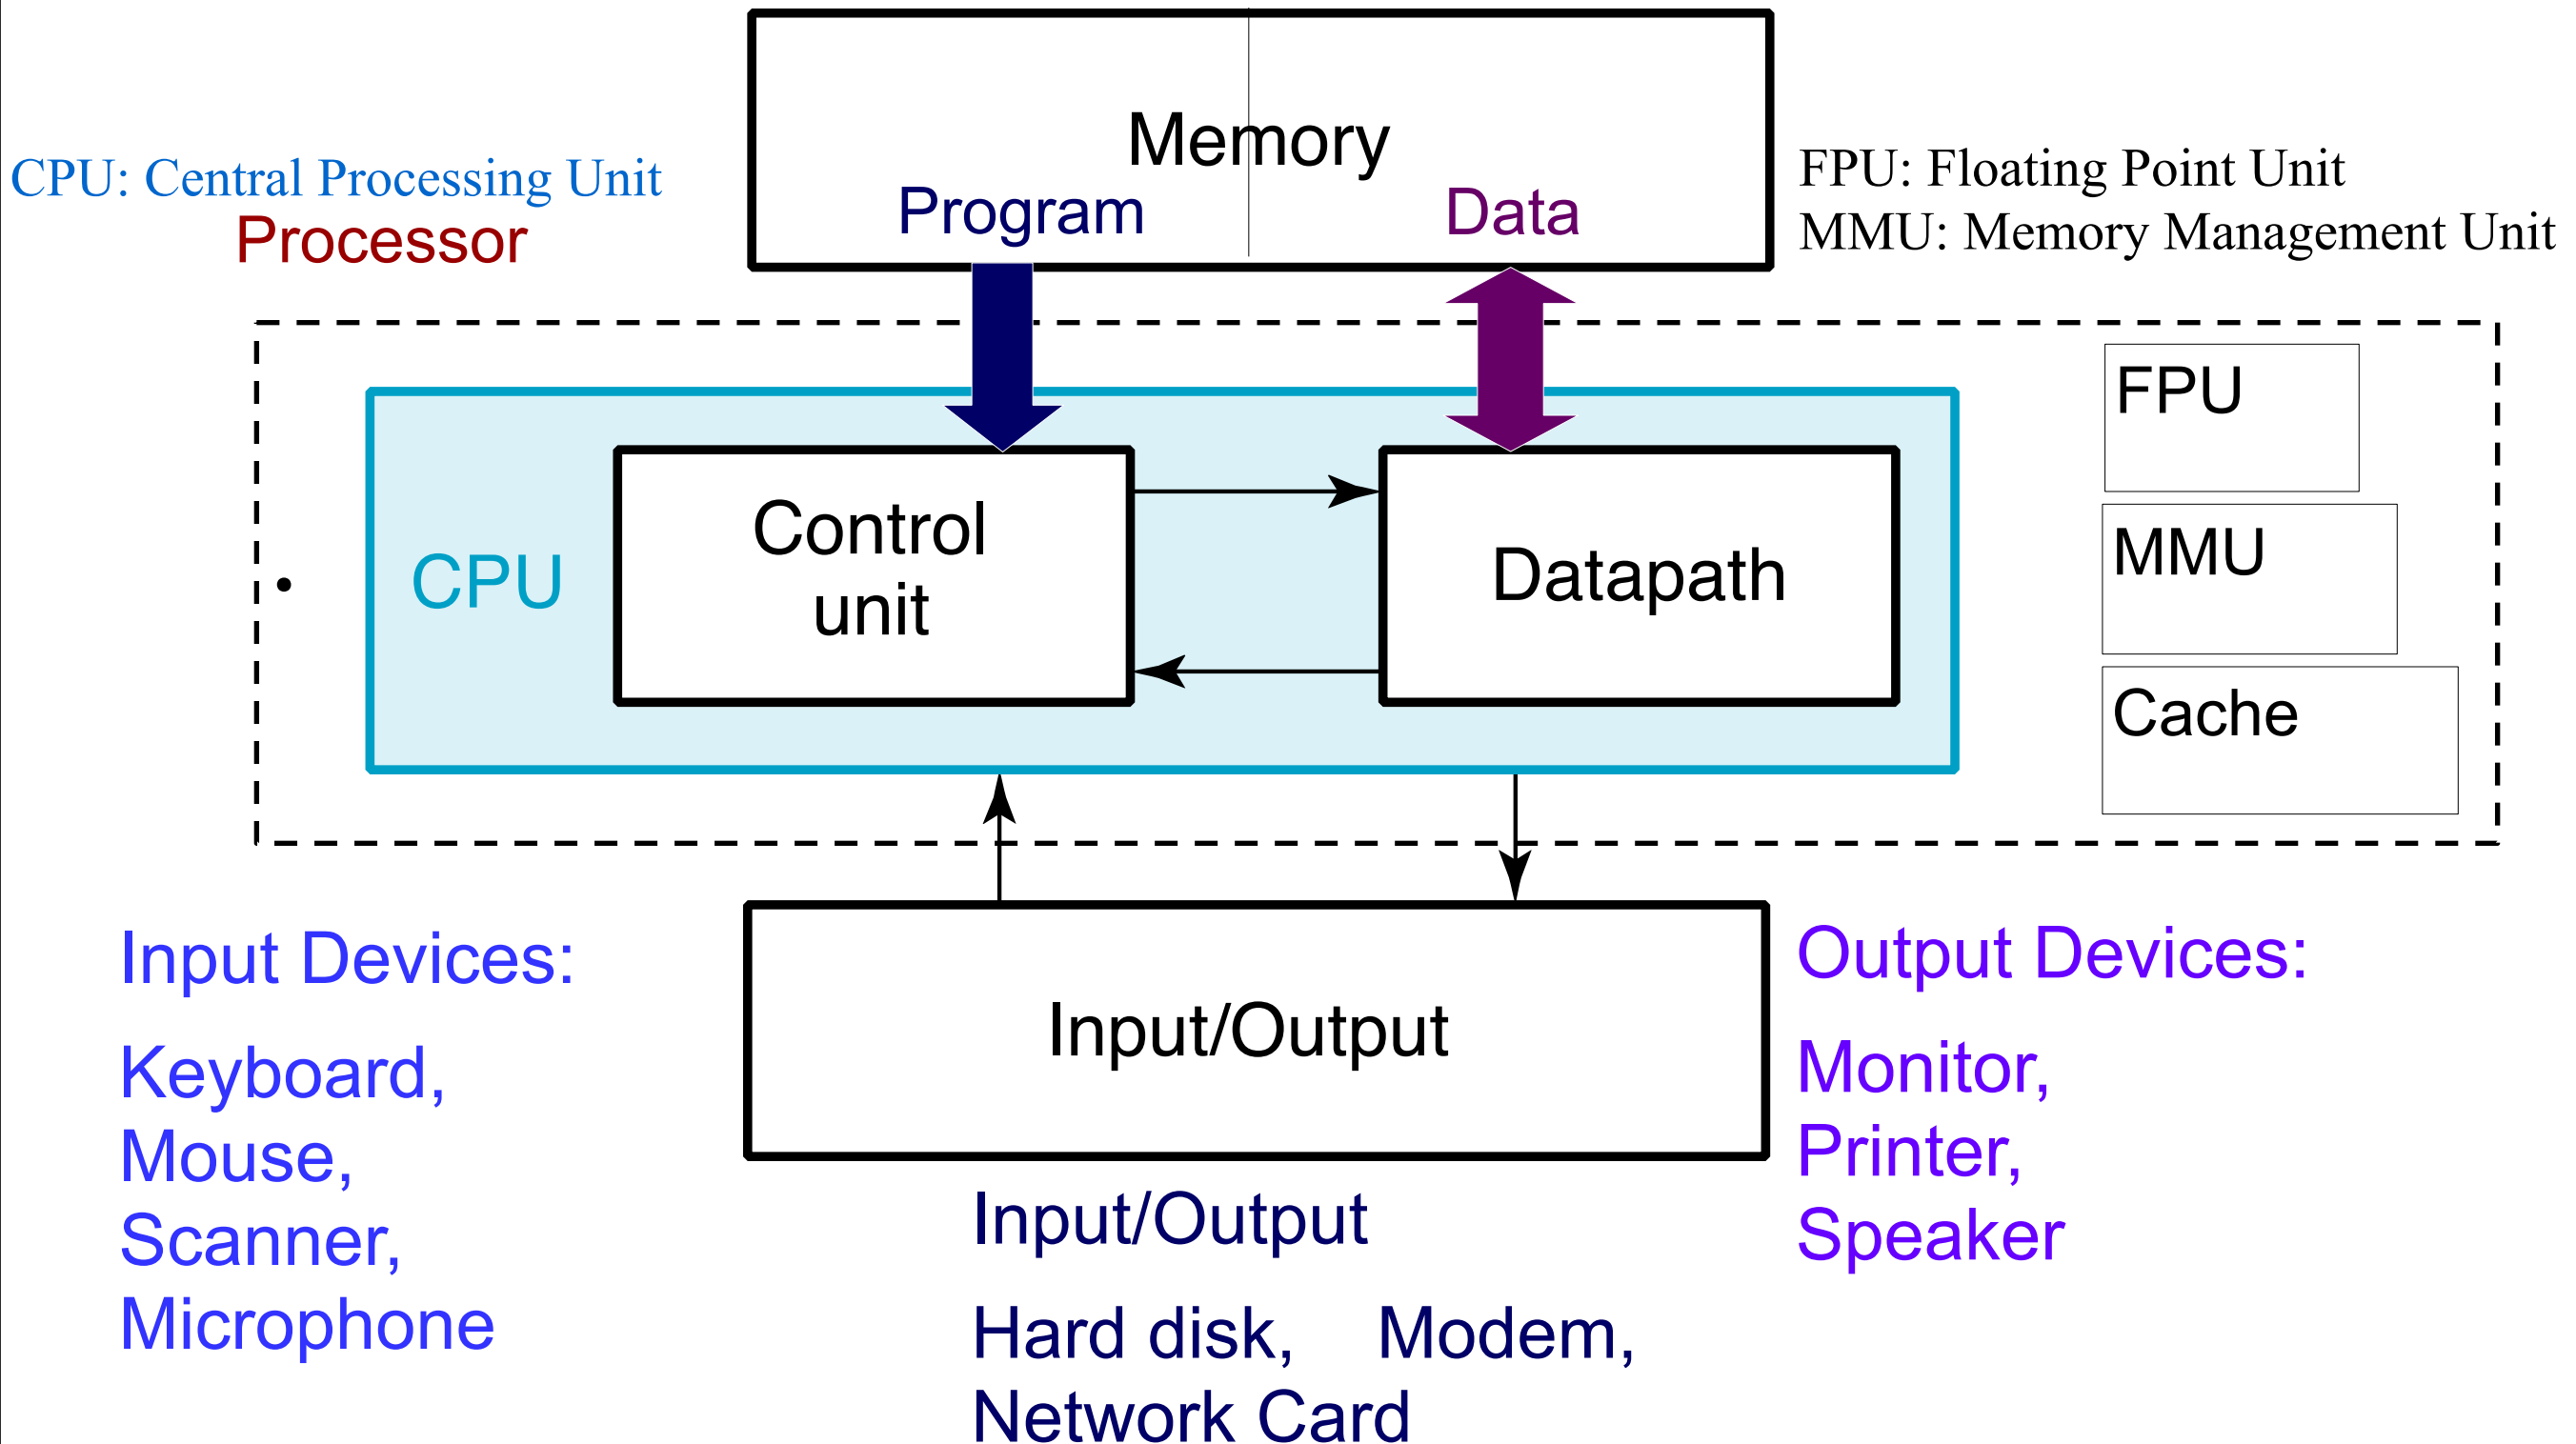 Memory
Program
Data
CPU: Central Processing Unit
Processor
FPU: Floating Point Unit
MMU: Memory Management Unit
•
CPU
Control
unit
Datapath
FPU
MMU
Cache
Input Devices:
Keyboard,
Mouse,
Scanner,
Microphone
Input/Output
Input/Output
Hard disk, Modem,
Network Card
Output Devices:
Monitor,
Printer,
Speaker